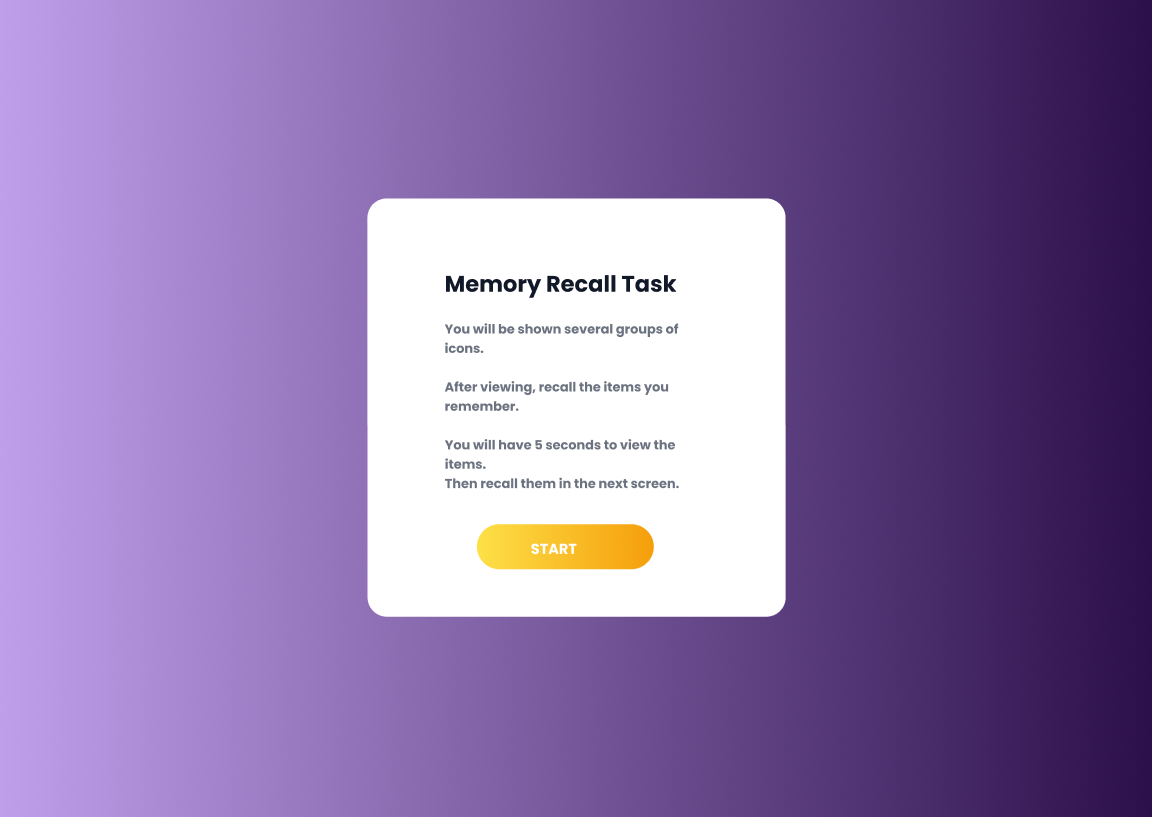 Memory Recall Task
You will be shown several groups of
icons.
After viewing, recall the items you
remember.
You will have 5 seconds to view the
items.
Then recall them in the next screen.
START